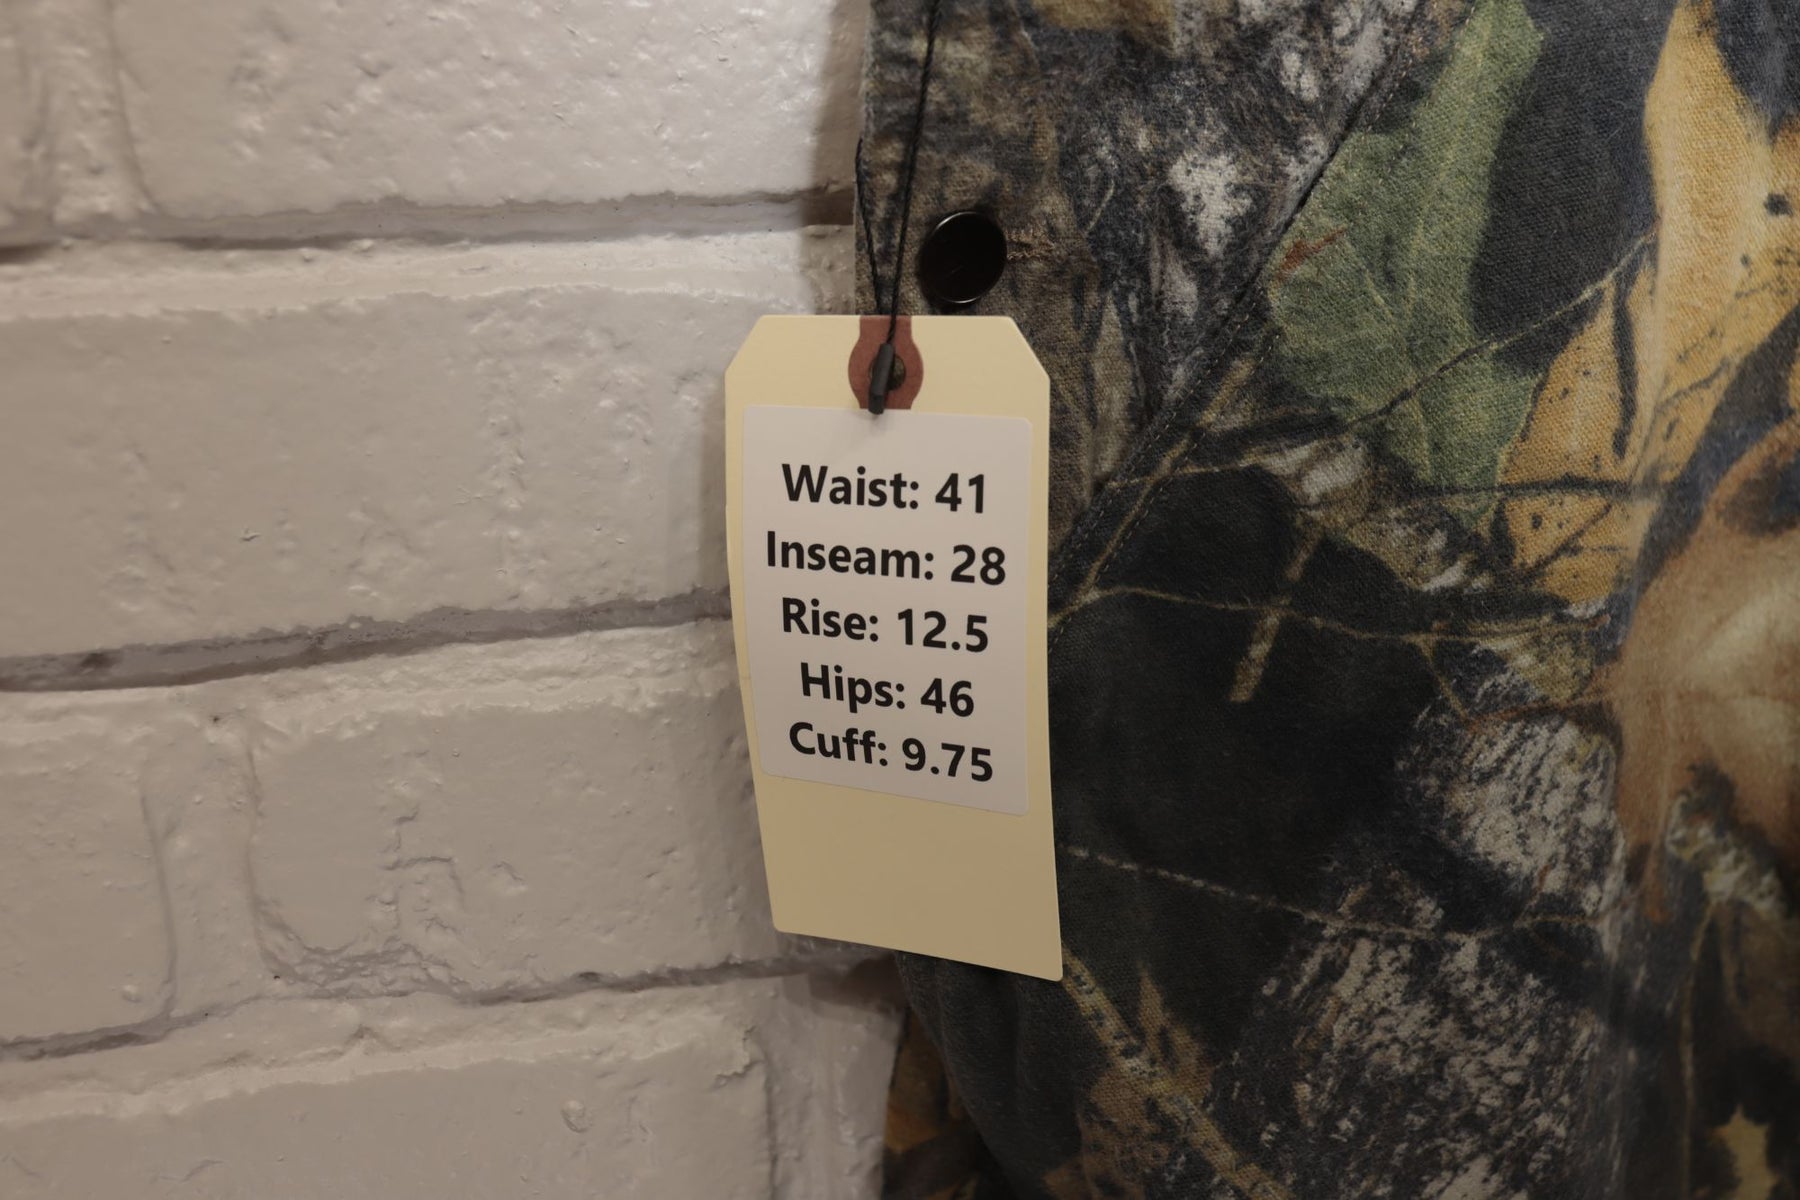 Waist: 41
Inseam: 28
Rise: 12.5
Hips: 46
Cuff: 9.75